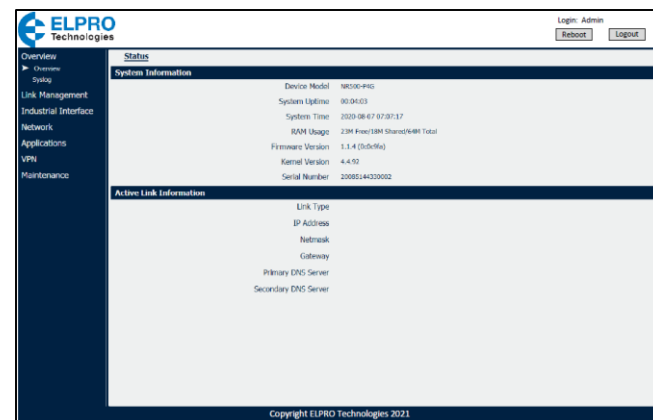 ELPRO
Technologies
Login: Admin
Reboot Logout
Overview
Overview
Syslog
Link Management
Industrial Interface
Network
Applications
VPN
Maintenance
Status
System Information
Device Model NR500-P4G
System Uptime 00:04:03
System Time 2020-08-07 07:07:17
RAM Usage 23M Free/18M Shared/64M Total
Firmware Version 1.1.4 (0c0c9fa)
Kernel Version 4.4.92
Serial Number 20085144330002
Active Link Information
Link Type
IP Address
Netmask
Gateway
Primary DNS Server
Secondary DNS Server
Copyright ELPRO Technologies 2021